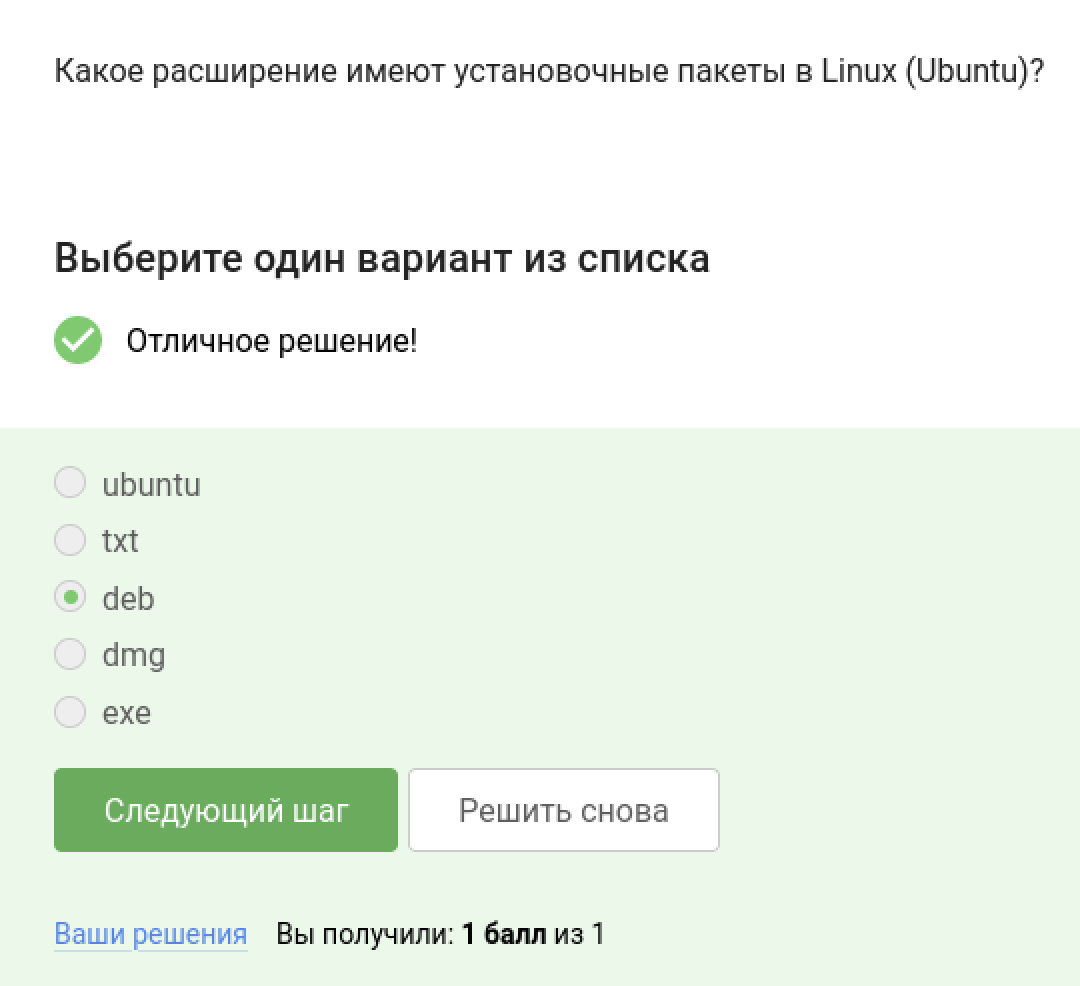 Какое расширение имеют установочные пакеты в Linux (Ubuntu)?
Выберите один вариант из списка
Отличное решение!
ubuntu
txt
deb
dmg
exe
Следующий шаг
Решить снова
Ваши решения Вы получили: 1 балл из 1